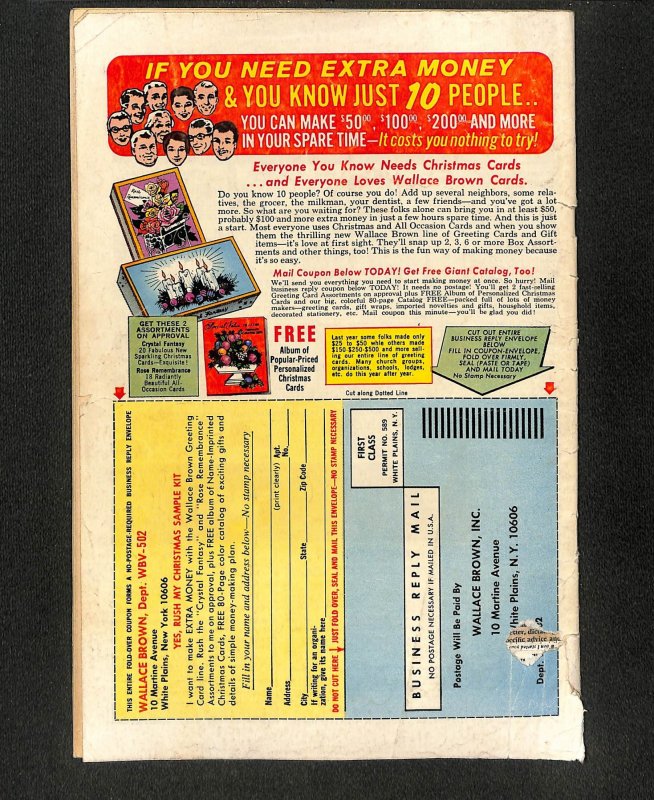 IF YOU NEED EXTRA MONEY
& YOU KNOW JUST 10 PEOPLE..
YOU CAN MAKE $50⁰⁰, $100⁰⁰, $200⁰⁰ AND MORE
IN YOUR SPARE TIME—It costs you nothing to try!
Everyone You Know Needs Christmas Cards
...and Everyone Loves Wallace Brown Cards.
Do you know 10 people? Of course you do! Add up several neighbors, some rela-
tives, the grocer, the milkman, your dentist, a few friends—and you've got a lot
more. So what are you waiting for? These folks alone can bring you in at least $50,
probably $100 and more extra money in just a few hours spare time. And this is just
a start. Most everyone uses Christmas and All Occasion Cards and when you show
them the thrilling new Wallace Brown line of Greeting Cards and Gift
items—it's love at first sight. They'll snap up 2, 3, 6 or more Box Assort-
ments and other things, too! This is the fun way of making money because
it's so easy.
Mail Coupon Below TODAY! Get Free Giant Catalog, Too!
We'll send you everything you need to start making money at once. So hurry! Mail
business reply coupon below TODAY! It needs no postage! You'll get 2 fast-selling
Greeting Card Assortments on approval plus FREE Album of Personalized Christmas
Cards and our big, colorful 80-page Catalog FREE—packed full of lots of money
makers—greeting cards, gift wraps, imported novelties and gifts, household items,
decorated stationery, etc. Mail coupon this minute—you'll be glad you did!
GET THESE 2
ASSORTMENTS
ON APPROVAL
Crystal Fantasy
20 Fabulous New
Sparkling Christmas
Cards—Exquisite!
Rose Remembrance
18 Radiantly
Beautiful All-
Occasion Cards
FREE
Album of
Popular-Priced
Personalized
Christmas
Cards
Last year some folks made only
$25 to $50 while others made
$150-$250-$500 and more sell-
ing our entire line of greeting
cards. Many church groups,
organizations, schools, lodges,
etc. do this year after year.
CUT OUT ENTIRE
BUSINESS REPLY ENVELOPE
BELOW
FILL IN COUPON-ENVELOPE,
FOLD OVER FIRMLY,
SEAL (PASTE OR TAPE)
AND MAIL TODAY
No Stamp Necessary
Cut along Dotted Line
THIS ENTIRE FOLD-OVER COUPON FORMS A NO-POSTAGE-REQUIRED BUSINESS REPLY ENVELOPE
WALLACE BROWN, Dept. WBV-502
10 Martine Avenue
White Plains, New York 10606
YES, RUSH MY CHRISTMAS SAMPLE KIT
I want to make EXTRA MONEY with the Wallace Brown Greeting
Card line. Rush the "Crystal Fantasy" and "Rose Remembrance"
Assortments to me on approval, plus FREE album of Name-Imprinted
Christmas Cards, FREE 80-Page color catalog of exciting gifts and
details of simple money-making plan.
Fill in your name and address below—No stamp necessary
Name
(print clearly)
Apt.
No.
Address
City
State
Zip Code
If writing for an organi-
zation, give its name here
DO NOT CUT HERE JUST FOLD OVER, SEAL AND MAIL THIS ENVELOPE—NO STAMP NECESSARY
FIRST
CLASS
PERMIT NO. 589
WHITE PLAINS, N.Y.
BUSINESS REPLY MAIL
NO POSTAGE NECESSARY IF MAILED IN U.S.A.
Postage Will Be Paid By
WALLACE BROWN, INC.
10 Martine Avenue
White Plains, N.Y. 10606
Dept.